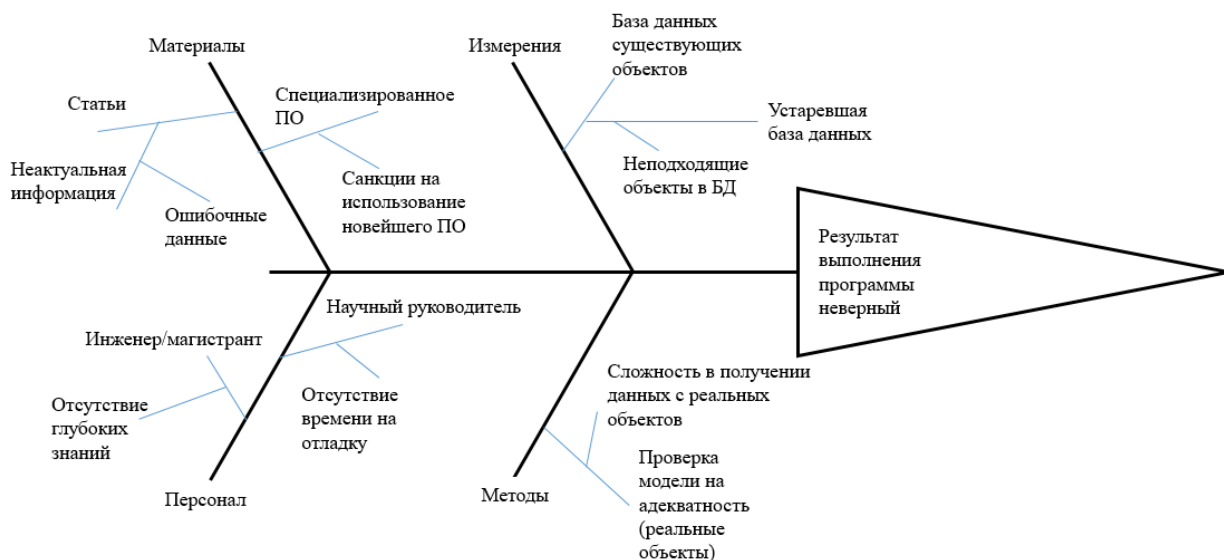 Материалы
Статьи
Специализированное
ПО
Неактуальная
информация
Ошибочные
данные
Санкции на
использование
новейшего ПО
Измерения
База данных
существующих
объектов
Устаревшая
база данных
Неподходящие
объекты в БД
Результат
выполнения
программы
неверный
Научный руководитель
Инженер/магистрант
Отсутствие
глубоких
знаний
Отсутствие
времени на
отладку
Персонал
Сложность в получении
данных с реальных
объектов
Проверка
модели на
адекватность
(реальные
объекты)
Методы